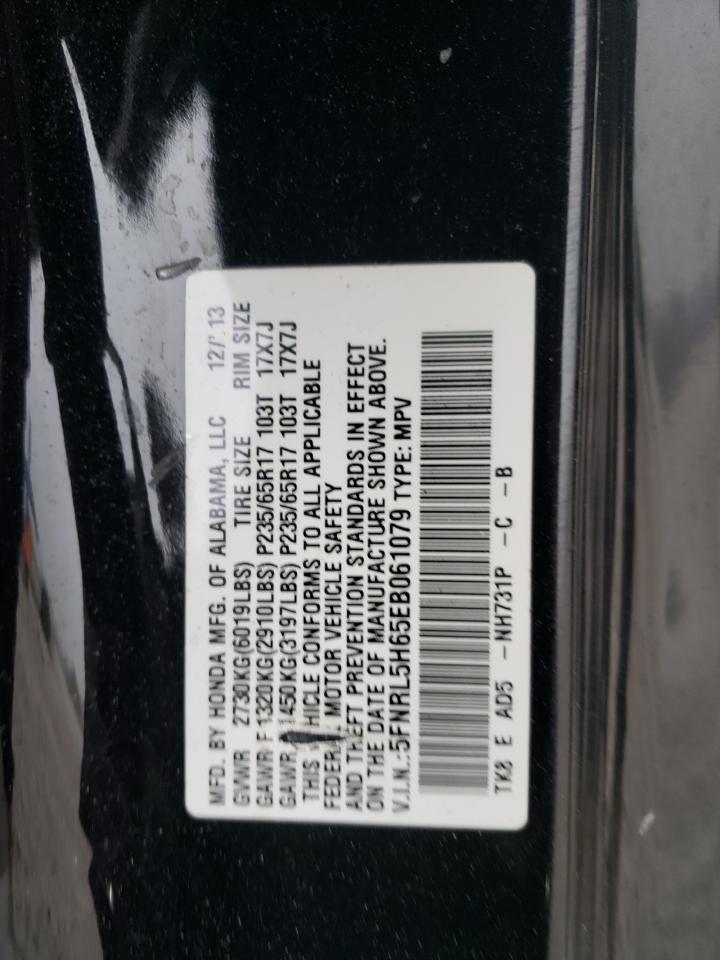 MFD. BY HONDA MFG. OF ALABAMA, LLC 12/'13
GVWR 2730KG(6019LBS) TIRE SIZE RIM SIZE
GAWR F 1320KG(2910LBS) P235/65R17 103T 17X7J
GAWR 1450KG(3197LBS) P235/65R17 103T 17X7J
THIS HICLE CONFORMS TO ALL APPLICABLE
FEDERAL MOTOR VEHICLE SAFETY
AND THEFT PREVENTION STANDARDS IN EFFECT
ON THE DATE OF MANUFACTURE SHOWN ABOVE.
V.I.N.:5FNRL5H65EB061079 TYPE: MPV
TK8 E AD5 -NH731P -C -B